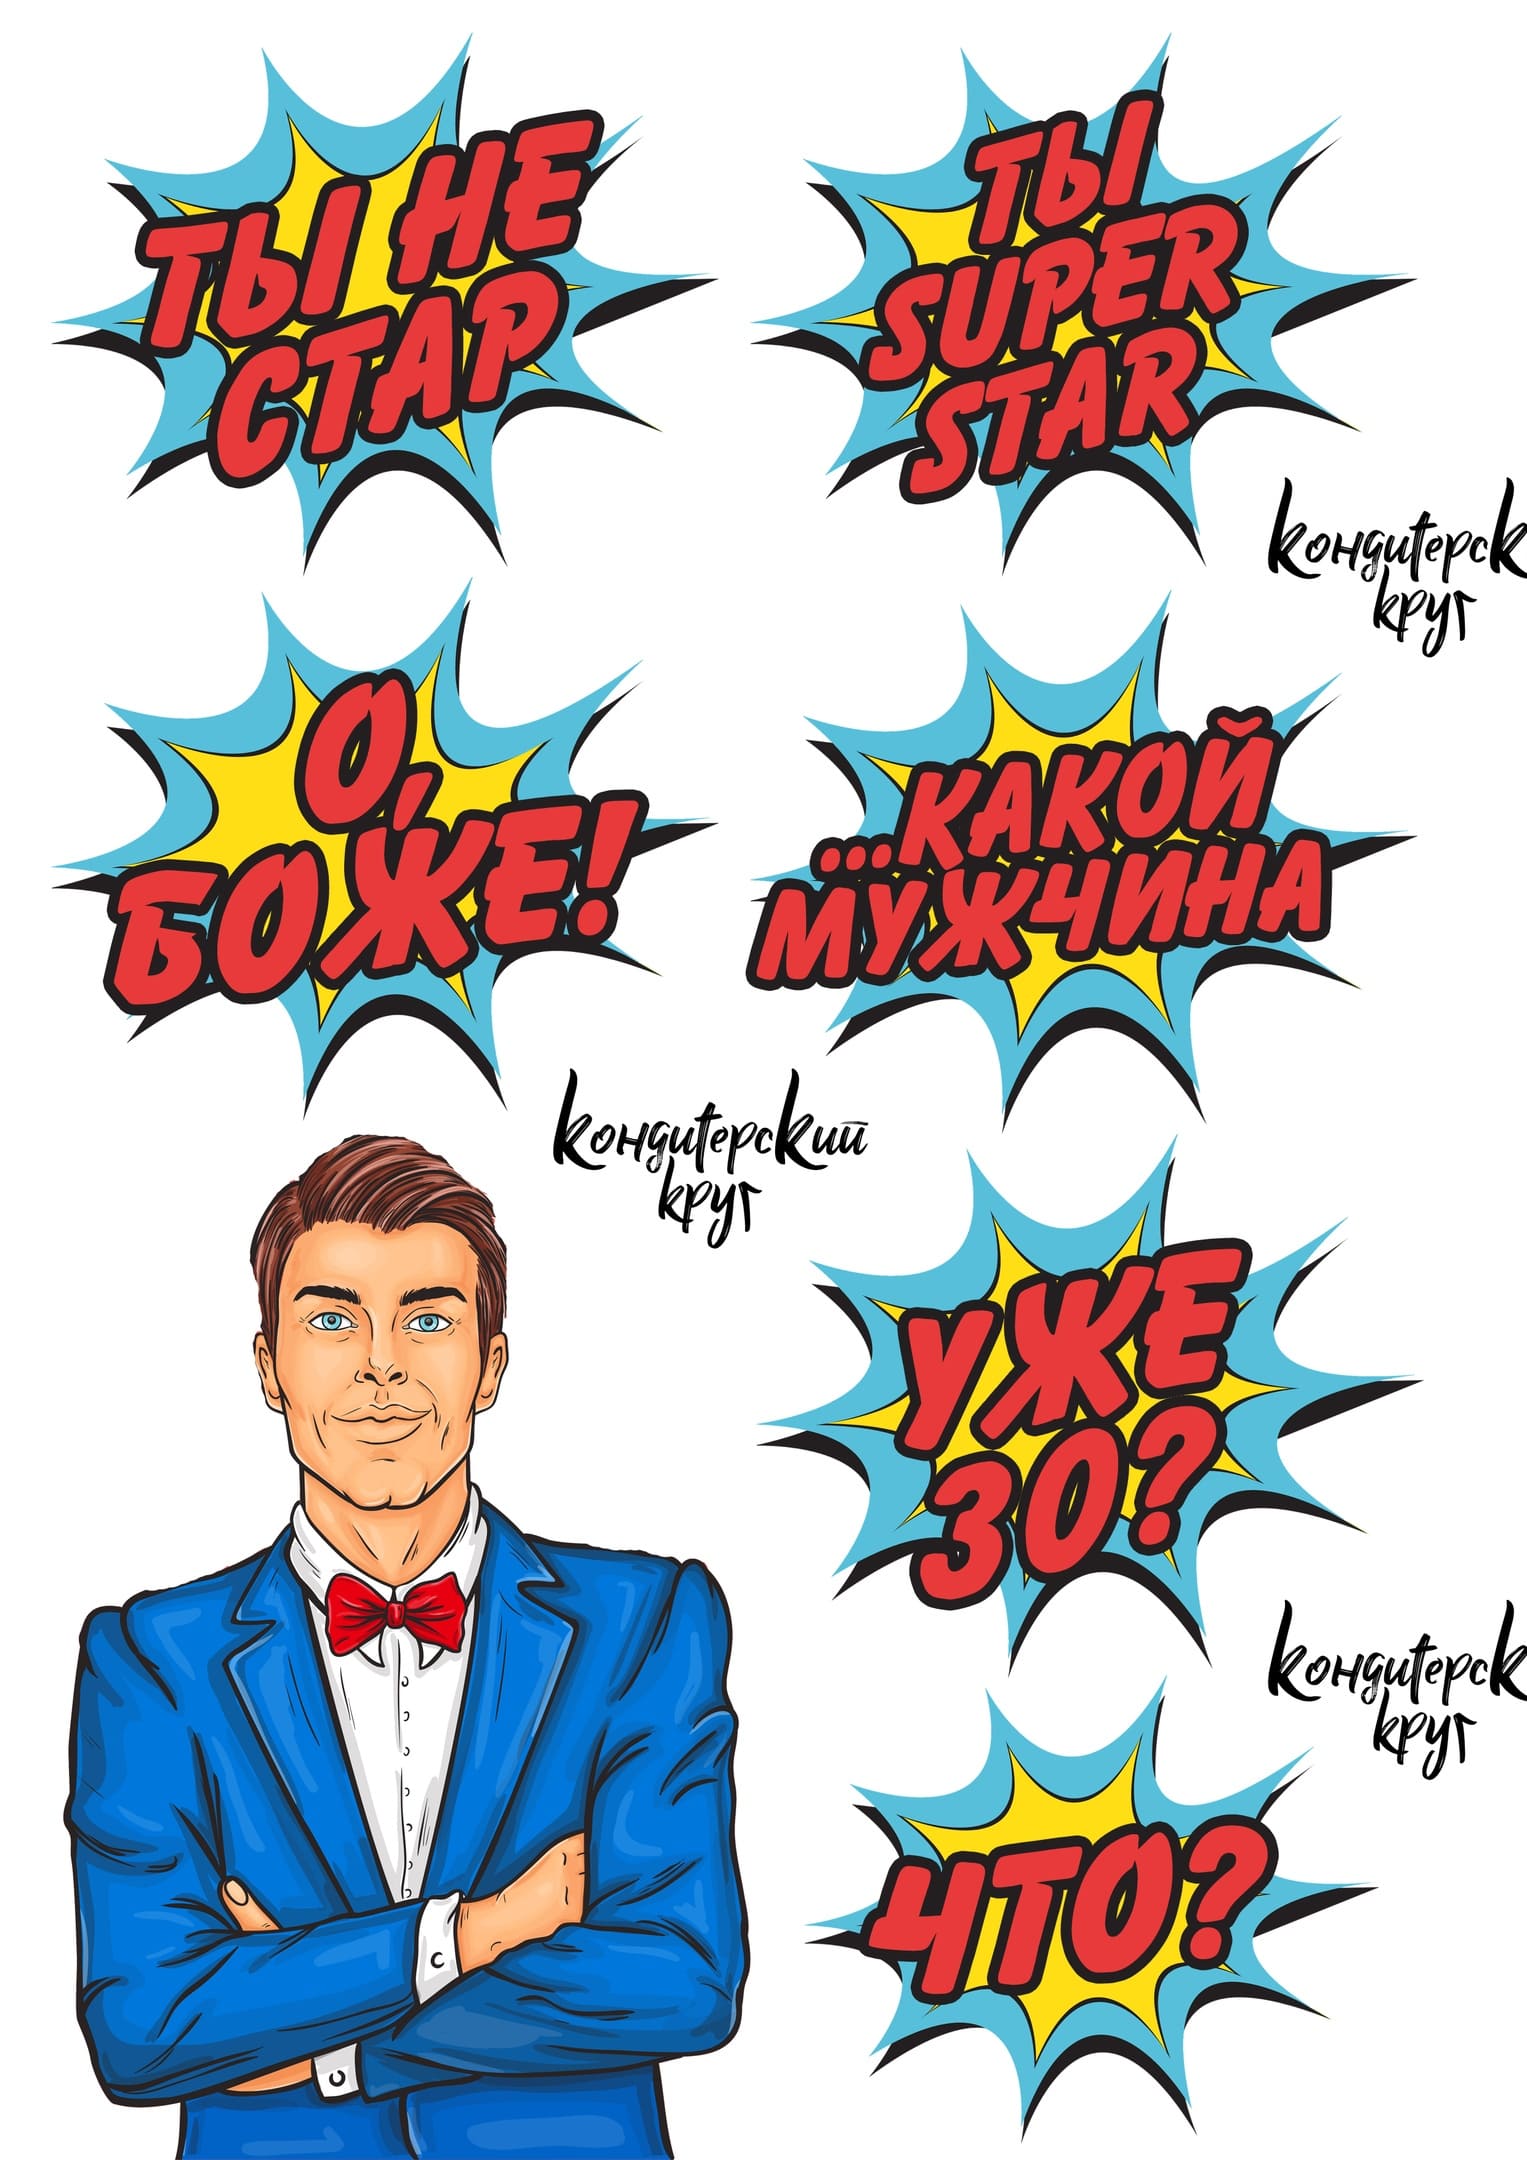 ТЫ НЕ
СТАР
ТЫ
SUPER
STAR
Кондитерск
круг
О,
БОЖЕ!
...КАКОЙ
МУЖЧИНА
Кондитерский
круг
УЖЕ
30?
Кондитерск
круг
ЧТО?